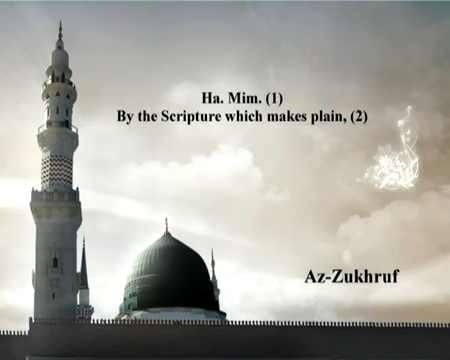 Ha. Mim. (1)
By the Scripture which makes plain, (2)
Az-Zukhruf